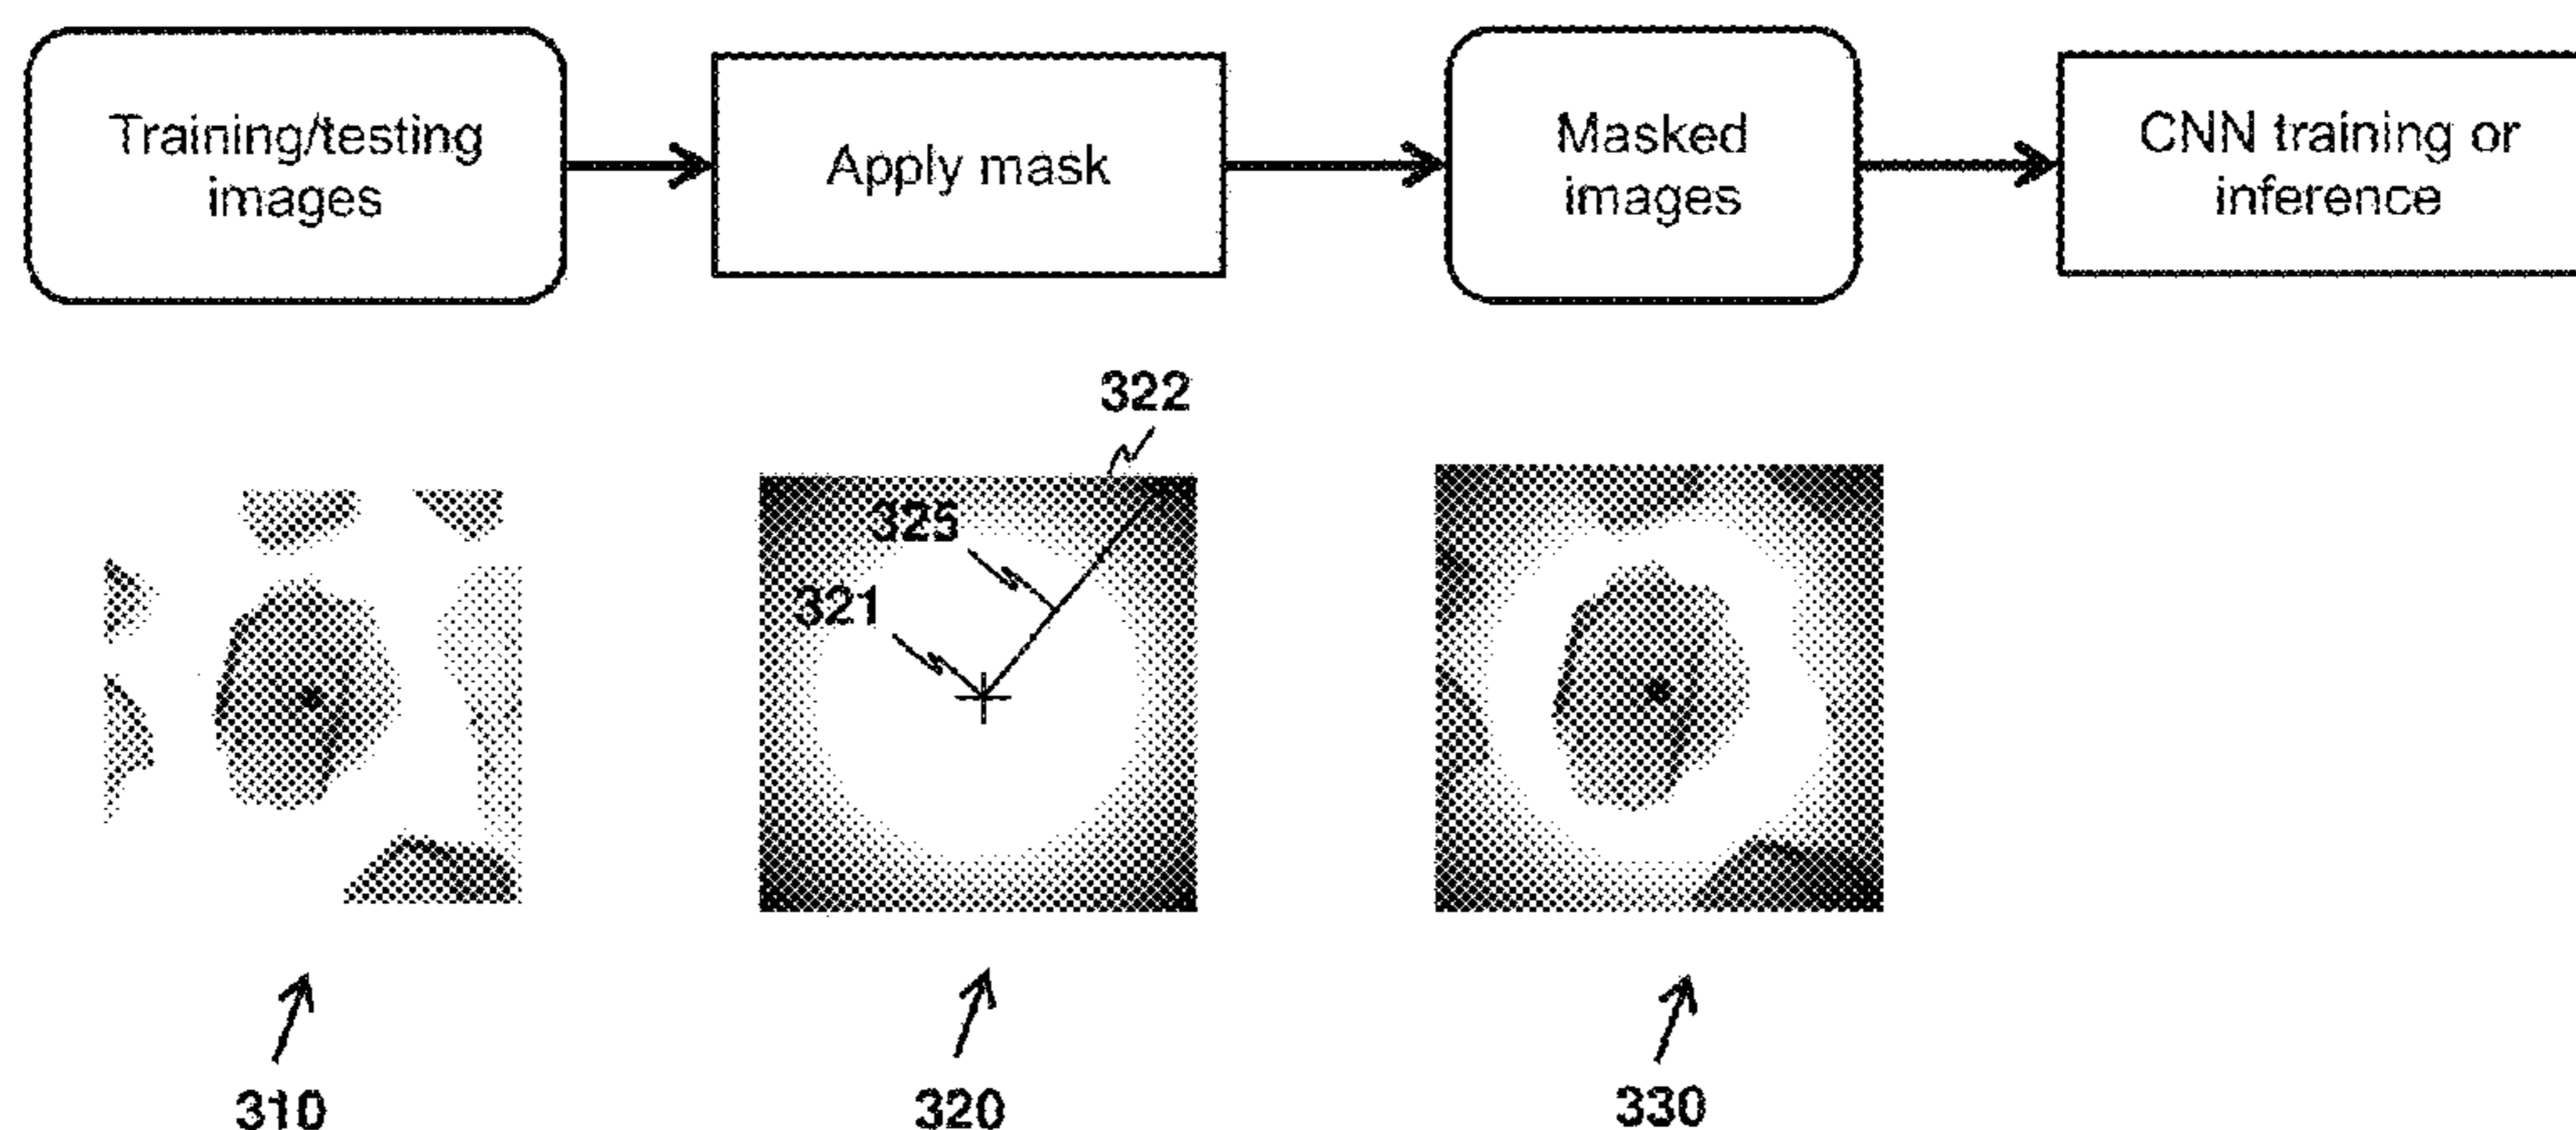 Training/testing
images
Apply mask
Masked
images
CNN training or
inference
322
325
321
310
320
330